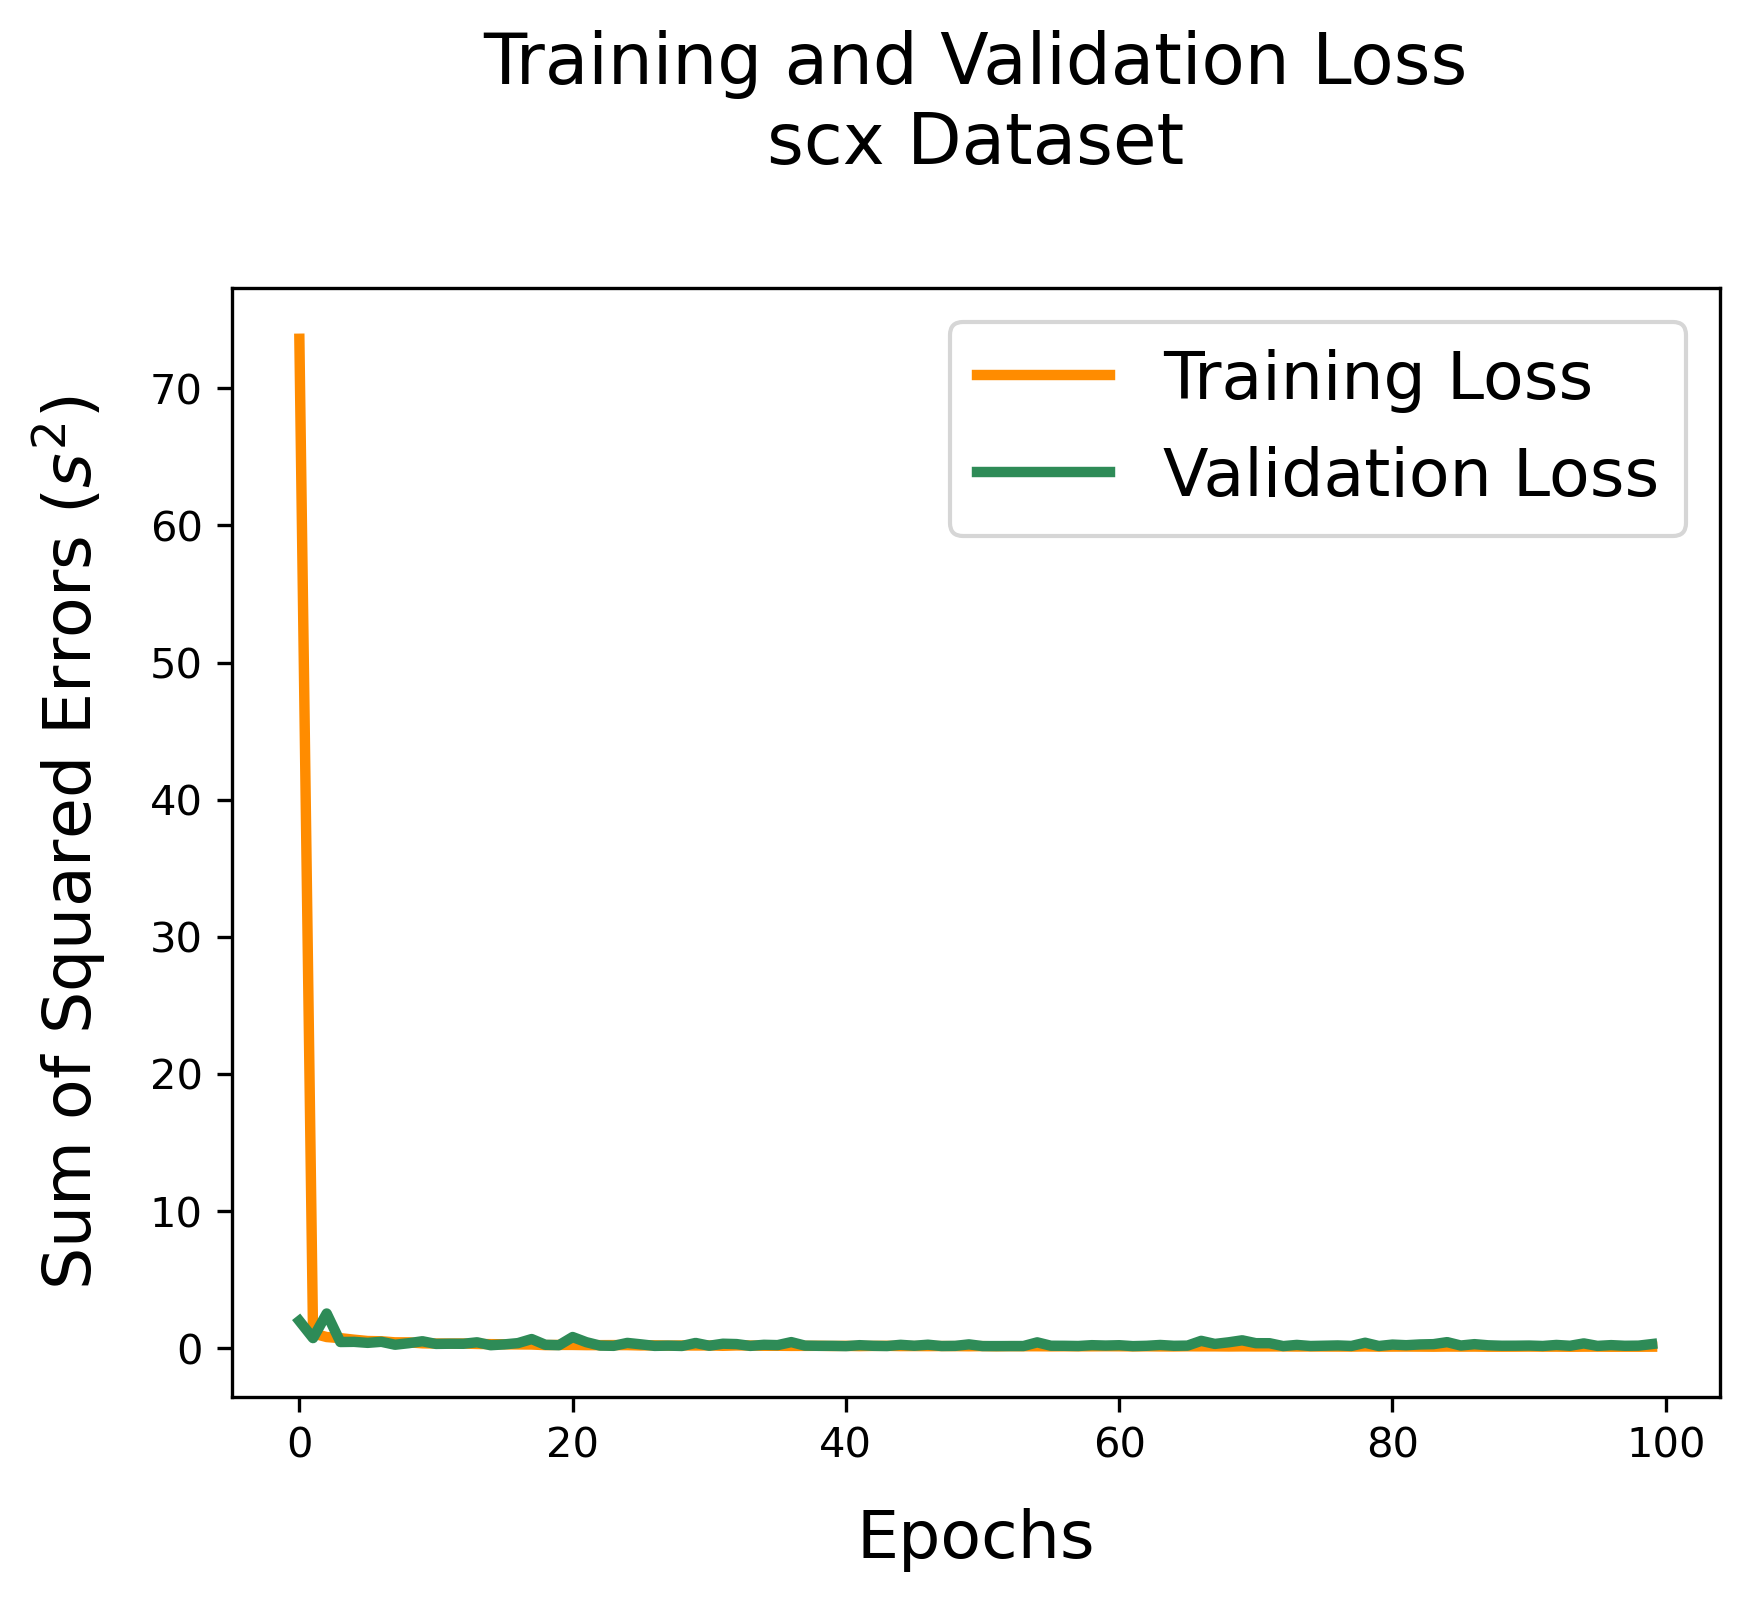 Training and Validation Loss
scx Dataset
Training Loss
Validation Loss
Sum of Squared Errors (s²)
70
60
50
40
30
20
10
0
0 20 40 60 80 100
Epochs